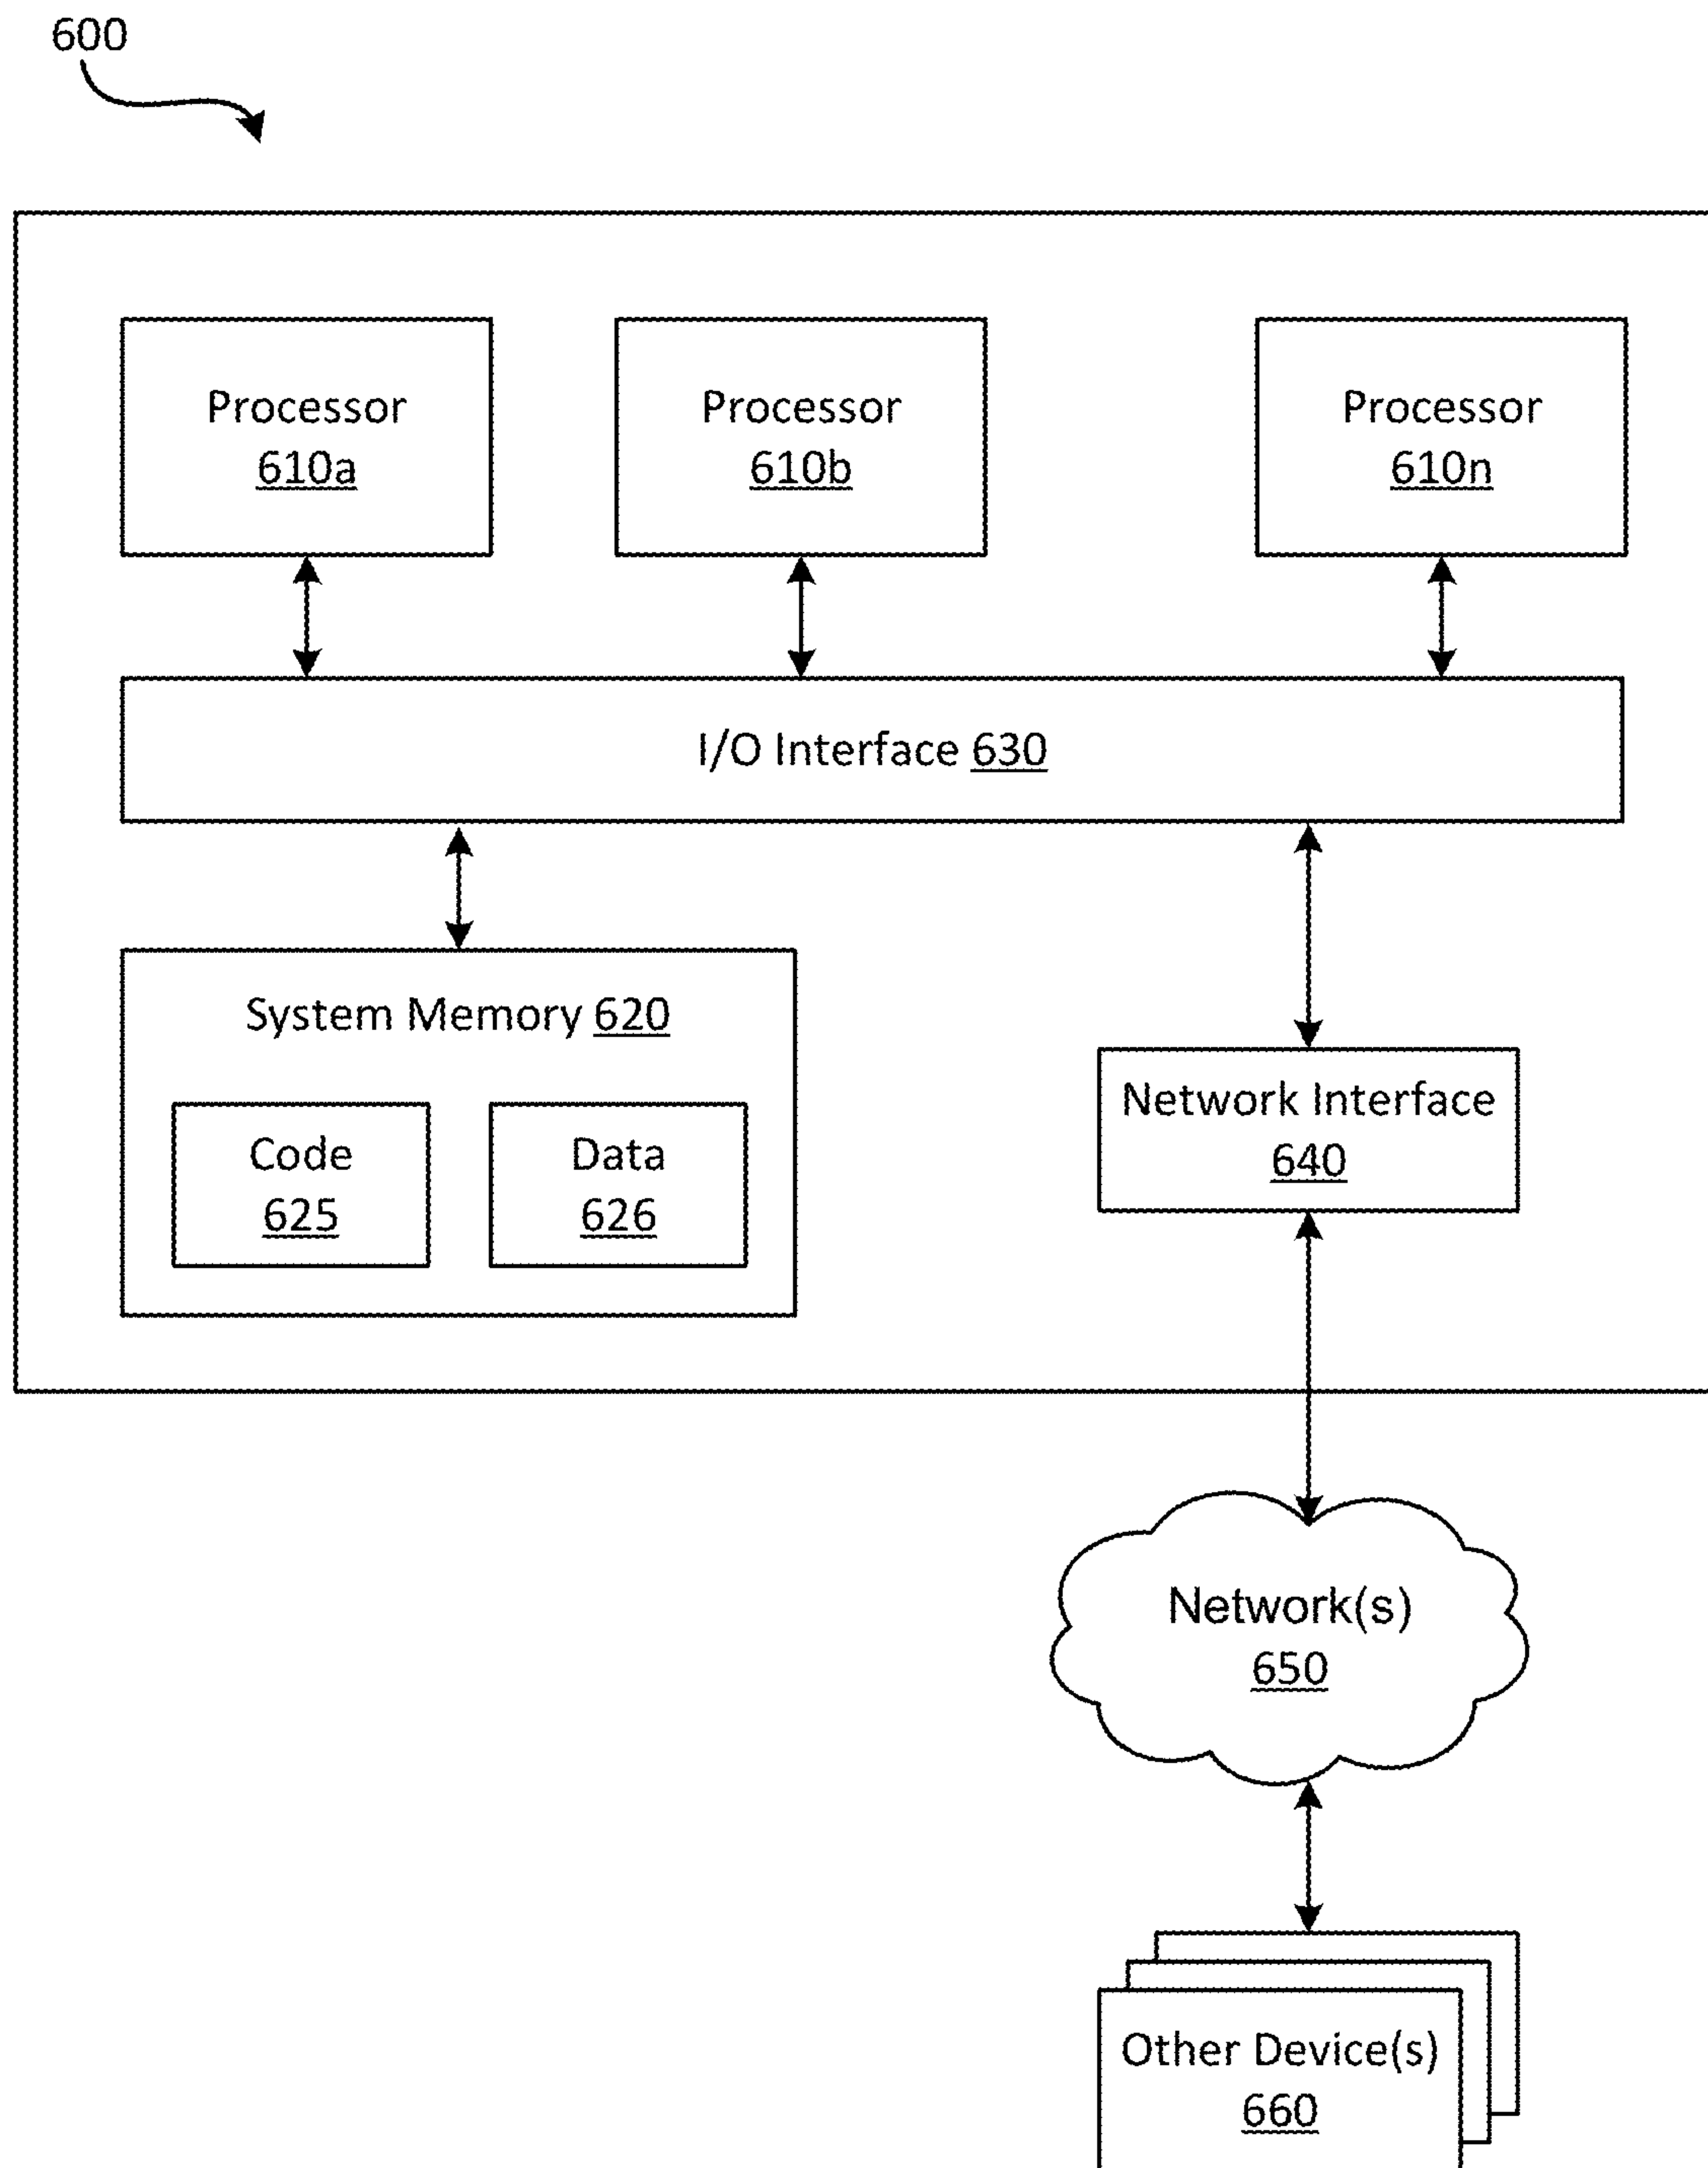 600
Processor
610a
Processor
610b
Processor
610n
I/O Interface 630
System Memory 620
Code
625
Data
626
Network Interface
640
Network(s)
650
Other Device(s)
660